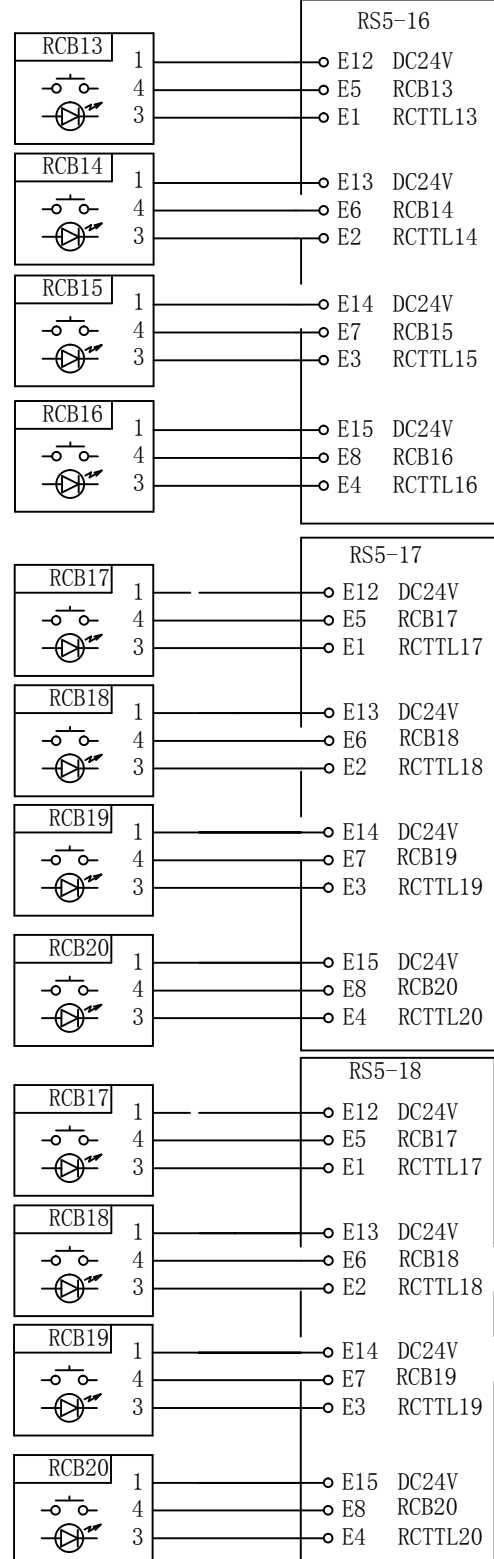 RS5-16
RCB13
1 E12 DC24V
4 E5 RCB13
3 E1 RCTTL13
RCB14
1 E13 DC24V
4 E6 RCB14
3 E2 RCTTL14
RCB15
1 E14 DC24V
4 E7 RCB15
3 E3 RCTTL15
RCB16
1 E15 DC24V
4 E8 RCB16
3 E4 RCTTL16
RS5-17
RCB17
1 E12 DC24V
4 E5 RCB17
3 E1 RCTTL17
RCB18
1 E13 DC24V
4 E6 RCB18
3 E2 RCTTL18
RCB19
1 E14 DC24V
4 E7 RCB19
3 E3 RCTTL19
RCB20
1 E15 DC24V
4 E8 RCB20
3 E4 RCTTL20
RS5-18
RCB17
1 E12 DC24V
4 E5 RCB17
3 E1 RCTTL17
RCB18
1 E13 DC24V
4 E6 RCB18
3 E2 RCTTL18
RCB19
1 E14 DC24V
4 E7 RCB19
3 E3 RCTTL19
RCB20
1 E15 DC24V
4 E8 RCB20
3 E4 RCTTL20